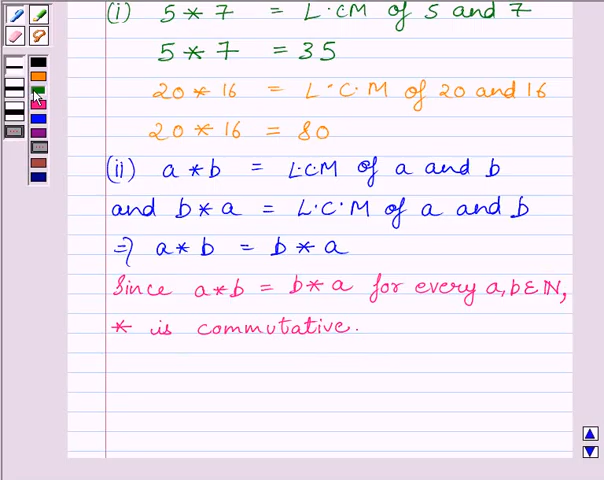 (i) 5 * 7 = L·CM of 5 and 7
5 * 7 = 35
20 * 16 = L·C·M of 20 and 16
20 * 16 = 80
(ii) a * b = L·CM of a and b
and b * a = L·C·M of a and b
⇒ a * b = b * a
Since a * b = b * a for every a, b ∈ ℕ,
* is commutative.